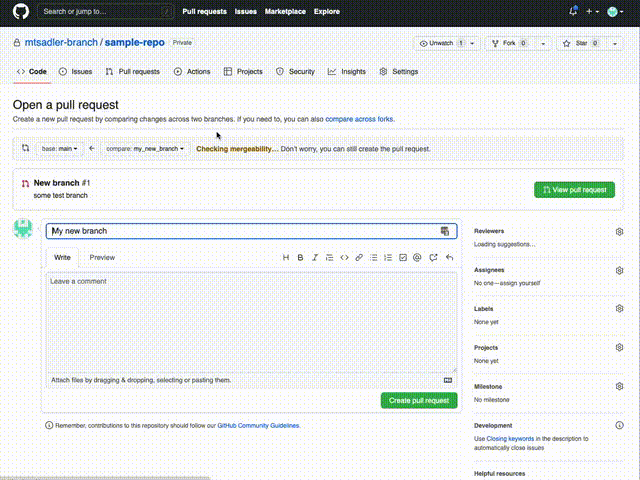 Search or jump to… / Pull requests Issues Marketplace Explore
mtsadler-branch / sample-repo Private Unwatch 1 Fork 0 Star 0
Code Issues Pull requests Actions Projects Security Insights Settings
Open a pull request
Create a new pull request by comparing changes across two branches. If you need to, you can also compare across forks.
base: main compare: my_new_branch Checking mergeability… Don't worry, you can still create the pull request.
New branch #1
some test branch
View pull request
My new branch
Write Preview
Leave a comment
Attach files by dragging & dropping, selecting or pasting them.
Create pull request
Remember, contributions to this repository should follow our GitHub Community Guidelines.
Reviewers
Loading suggestions…
Assignees
No one—assign yourself
Labels
None yet
Projects
None yet
Milestone
No milestone
Development
Use Closing keywords in the description to
automatically close issues
Helpful resources